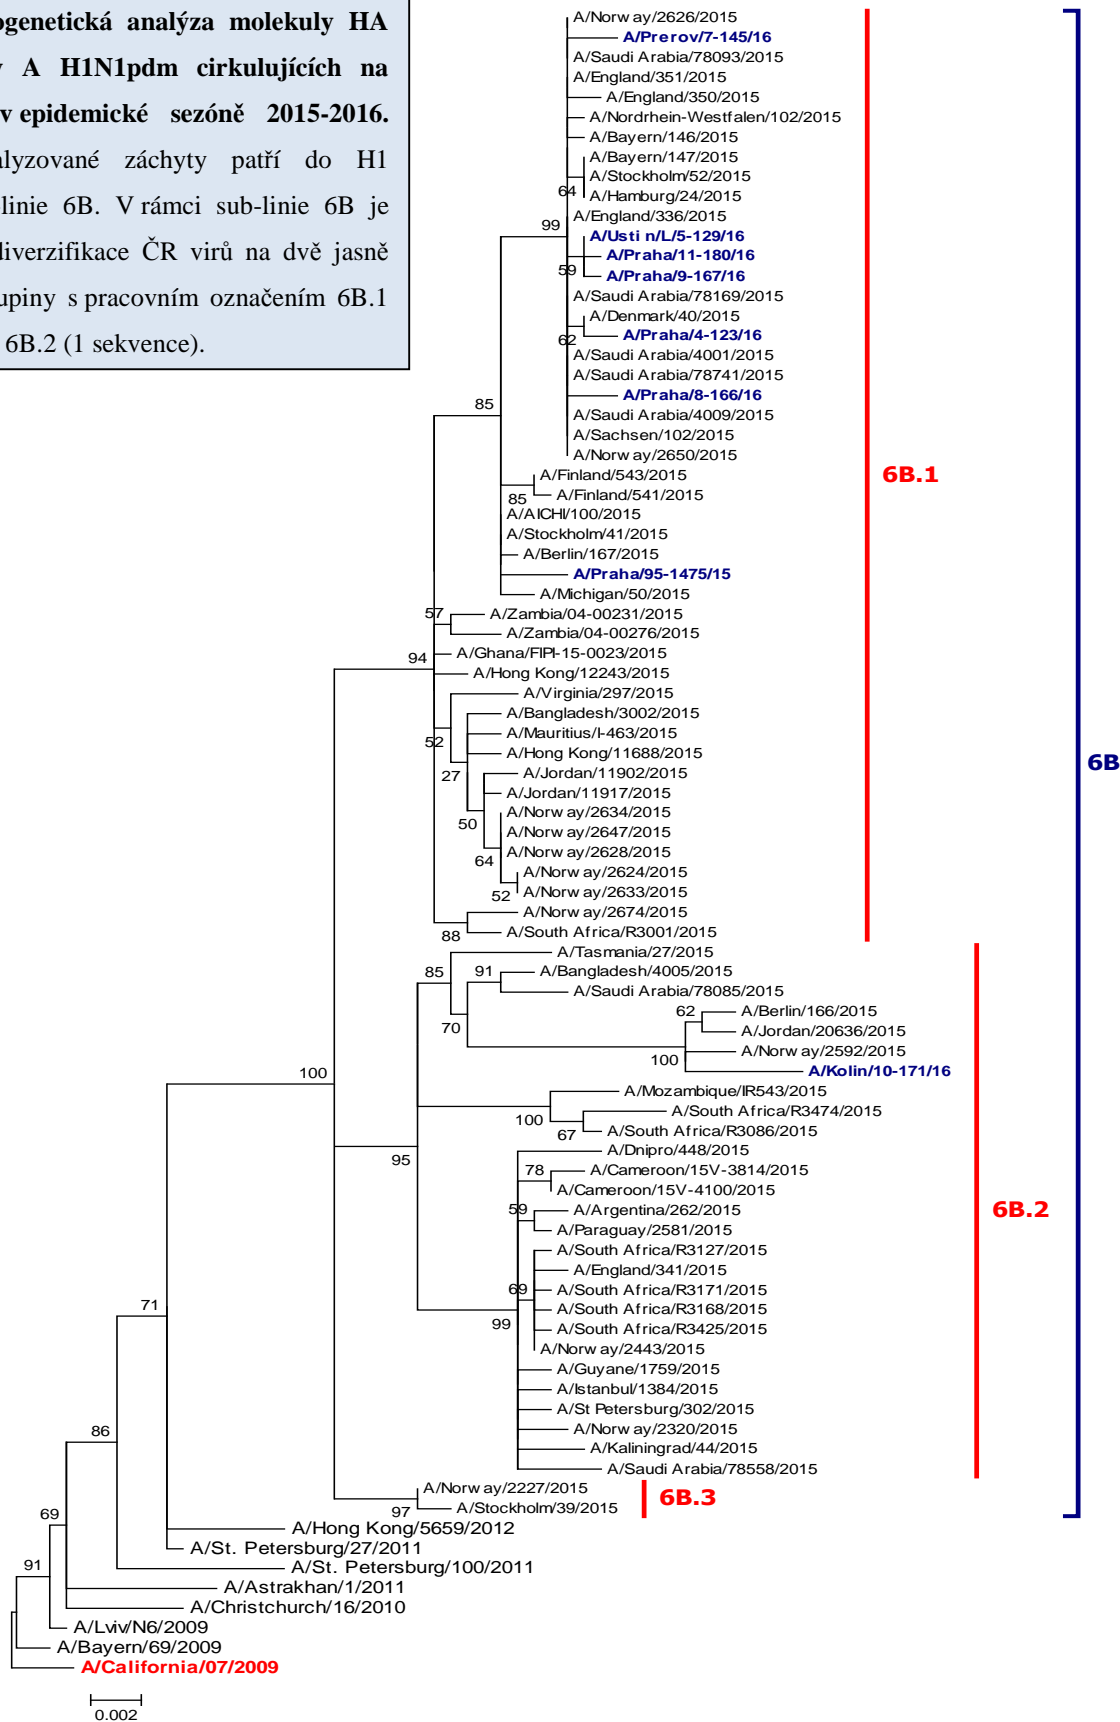 ogenetická analýza molekuly HA
A H1N1pdm cirkulujících na
v epidemické sezóně 2015-2016.
alyzované záchyty patří do H1
linie 6B. V rámci sub-linie 6B je
diverzifikace ČR virů na dvě jasně
upiny s pracovním označením 6B.1
6B.2 (1 sekvence).
A/Norway/2626/2015
A/Prerov/7-145/16
A/Saudi Arabia/78093/2015
A/England/351/2015
A/England/350/2015
A/Nordrhein-Westfalen/102/2015
A/Bayern/146/2015
A/Bayern/147/2015
A/Stockholm/52/2015
64
A/Hamburg/24/2015
A/England/336/2015
99
A/Usti n/L/5-129/16
A/Praha/11-180/16
59
A/Praha/9-167/16
A/Saudi Arabia/78169/2015
A/Denmark/40/2015
62
A/Praha/4-123/16
A/Saudi Arabia/4001/2015
A/Saudi Arabia/78741/2015
A/Praha/8-166/16
85
A/Saudi Arabia/4009/2015
A/Sachsen/102/2015
A/Norway/2650/2015
A/Finland/543/2015
6B.1
85
A/Finland/541/2015
A/AICHI/100/2015
A/Stockholm/41/2015
A/Berlin/167/2015
A/Praha/95-1475/15
A/Michigan/50/2015
57
A/Zambia/04-00231/2015
A/Zambia/04-00276/2015
94
A/Ghana/FIPI-15-0023/2015
A/Hong Kong/12243/2015
A/Virginia/297/2015
A/Bangladesh/3002/2015
A/Mauritius/I-463/2015
52
A/Hong Kong/11688/2015
6B
27
A/Jordan/11902/2015
A/Jordan/11917/2015
A/Norway/2634/2015
50
A/Norway/2647/2015
A/Norway/2628/2015
64
A/Norway/2624/2015
52
A/Norway/2633/2015
A/Norway/2674/2015
88
A/South Africa/R3001/2015
A/Tasmania/27/2015
85
91
A/Bangladesh/4005/2015
A/Saudi Arabia/78085/2015
62
A/Berlin/166/2015
70
A/Jordan/20636/2015
A/Norway/2592/2015
100
A/Kolin/10-171/16
100
A/Mozambique/IR543/2015
100
A/South Africa/R3474/2015
67
A/South Africa/R3086/2015
A/Dnipro/448/2015
95
78
A/Cameroon/15V-3814/2015
A/Cameroon/15V-4100/2015
59
A/Argentina/262/2015
6B.2
A/Paraguay/2581/2015
A/South Africa/R3127/2015
A/England/341/2015
69
A/South Africa/R3171/2015
A/South Africa/R3168/2015
71
99
A/South Africa/R3425/2015
A/Norway/2443/2015
A/Guyane/1759/2015
A/Istanbul/1384/2015
A/St Petersburg/302/2015
86
A/Norway/2320/2015
A/Kaliningrad/44/2015
A/Saudi Arabia/78558/2015
A/Norway/2227/2015
6B.3
97
A/Stockholm/39/2015
69
A/Hong Kong/5659/2012
A/St. Petersburg/27/2011
91
A/St. Petersburg/100/2011
A/Astrakhan/1/2011
A/Christchurch/16/2010
A/Lviv/N6/2009
A/Bayern/69/2009
A/California/07/2009
0.002